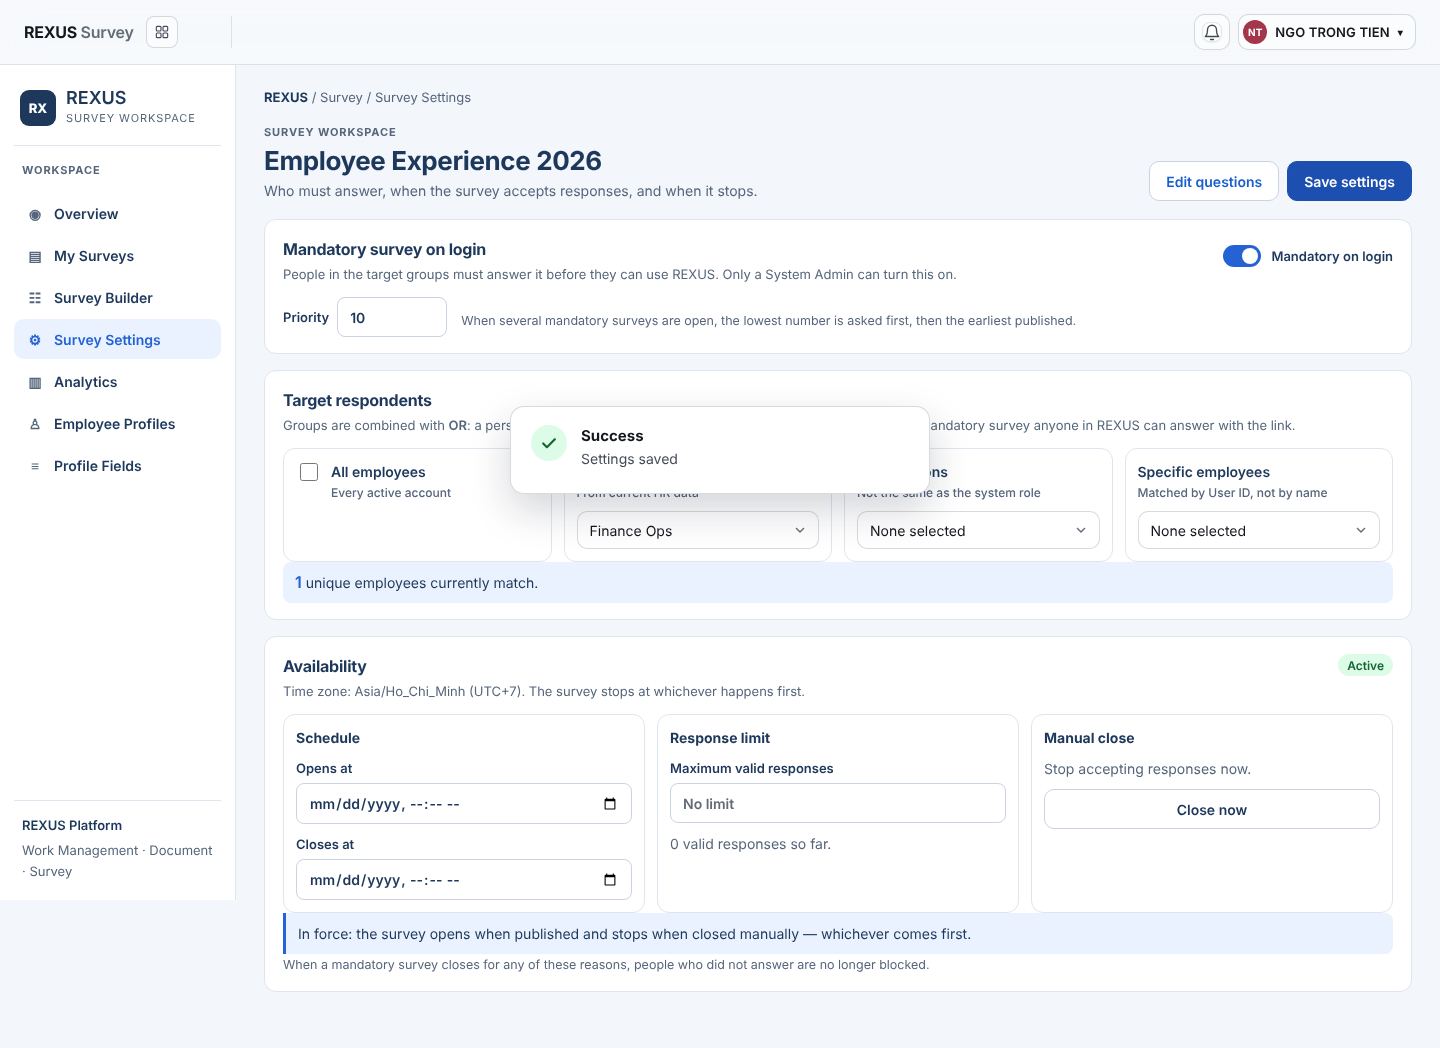 REXUS Survey
NT NGO TRONG TIEN
RX
REXUS
SURVEY WORKSPACE
WORKSPACE
Overview
My Surveys
Survey Builder
Survey Settings
Analytics
Employee Profiles
Profile Fields
REXUS Platform
Work Management · Document
· Survey
REXUS / Survey / Survey Settings
SURVEY WORKSPACE
Employee Experience 2026
Who must answer, when the survey accepts responses, and when it stops.
Edit questions
Save settings
Mandatory survey on login
People in the target groups must answer it before they can use REXUS. Only a System Admin can turn this on.
Mandatory on login
Priority 10 When several mandatory surveys are open, the lowest number is asked first, then the earliest published.
Target respondents
Groups are combined with OR: a survey anyone in REXUS can answer with the link.
Success
Settings saved
All employees
Every active account
From current HR data
Finance Ops
Not the same as the system role
None selected
Specific employees
Matched by User ID, not by name
None selected
1 unique employees currently match.
Availability
Active
Time zone: Asia/Ho_Chi_Minh (UTC+7). The survey stops at whichever happens first.
Schedule
Opens at
mm/dd/yyyy, --:-- --
Closes at
mm/dd/yyyy, --:-- --
Response limit
Maximum valid responses
No limit
0 valid responses so far.
Manual close
Stop accepting responses now.
Close now
In force: the survey opens when published and stops when closed manually — whichever comes first.
When a mandatory survey closes for any of these reasons, people who did not answer are no longer blocked.